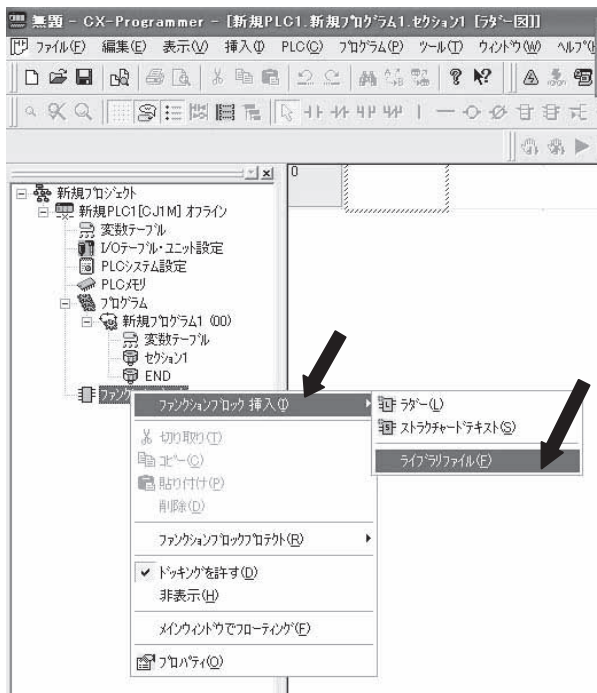 無題 - CX-Programmer - [新規PLC1.新規ﾌﾟﾛｸﾞﾗﾑ1.ｾｸｼｮﾝ1 [ﾗﾀﾞｰ図]]
ﾌｧｲﾙ(F) 編集(E) 表示(V) 挿入(I) PLC(C) ﾌﾟﾛｸﾞﾗﾑ(P) ﾂｰﾙ(T) ｳｨﾝﾄﾞｳ(W) ﾍﾙﾌﾟ(
0
新規ﾌﾟﾛｼﾞｪｸﾄ
新規PLC1[CJ1M] ｵﾌﾗｲﾝ
変数ﾃｰﾌﾞﾙ
I/Oﾃｰﾌﾞﾙ・ﾕﾆｯﾄ設定
PLCｼｽﾃﾑ設定
PLCﾒﾓﾘ
ﾌﾟﾛｸﾞﾗﾑ
新規ﾌﾟﾛｸﾞﾗﾑ1 (00)
変数ﾃｰﾌﾞﾙ
ｾｸｼｮﾝ1
END
ﾌｧﾝｸｼｮﾝﾌﾞﾛｯｸ 挿入(I)
ﾗﾀﾞｰ(L)
ｽﾄﾗｸﾁｬｰﾄﾞﾃｷｽﾄ(S)
ﾗｲﾌﾞﾗﾘﾌｧｲﾙ(F)
切り取り(T)
ｺﾋﾟｰ(C)
貼り付け(P)
削除(D)
ﾌｧﾝｸｼｮﾝﾌﾞﾛｯｸﾌﾟﾛﾃｸﾄ(R)
ﾄﾞｯｷﾝｸﾞを許す(D)
非表示(H)
ﾒｲﾝｳｨﾝﾄﾞｳでﾌﾛｰﾃｨﾝｸﾞ(F)
ﾌﾟﾛﾊﾟﾃｨ(O)